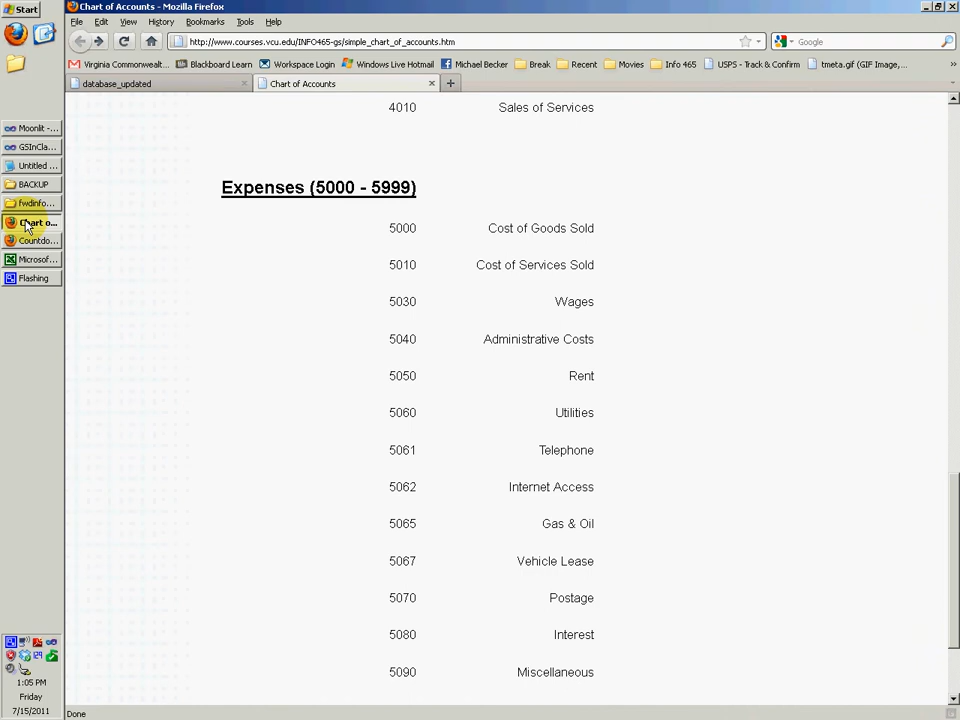 Start
Chart of Accounts - Mozilla Firefox
File Edit View History Bookmarks Tools Help
http://www.courses.vcu.edu/INFO465-gs/simple_chart_of_accounts.htm
Google
Virginia Commonwealt... Blackboard Learn Workspace Login Windows Live Hotmail Michael Becker Break Recent Movies Info 465 USPS - Track & Confirm tmeta.gif (GIF Image,...
database_updated
Chart of Accounts
4010 Sales of Services
Expenses (5000 - 5999)
5000 Cost of Goods Sold
5010 Cost of Services Sold
5030 Wages
5040 Administrative Costs
5050 Rent
5060 Utilities
5061 Telephone
5062 Internet Access
5065 Gas & Oil
5067 Vehicle Lease
5070 Postage
5080 Interest
5090 Miscellaneous
Moonlit -...
GSInCla...
Untitled ...
BACKUP
fwdinfo...
Chart o...
Countdo...
Microsof...
Flashing
1:05 PM
Friday
7/15/2011
Done